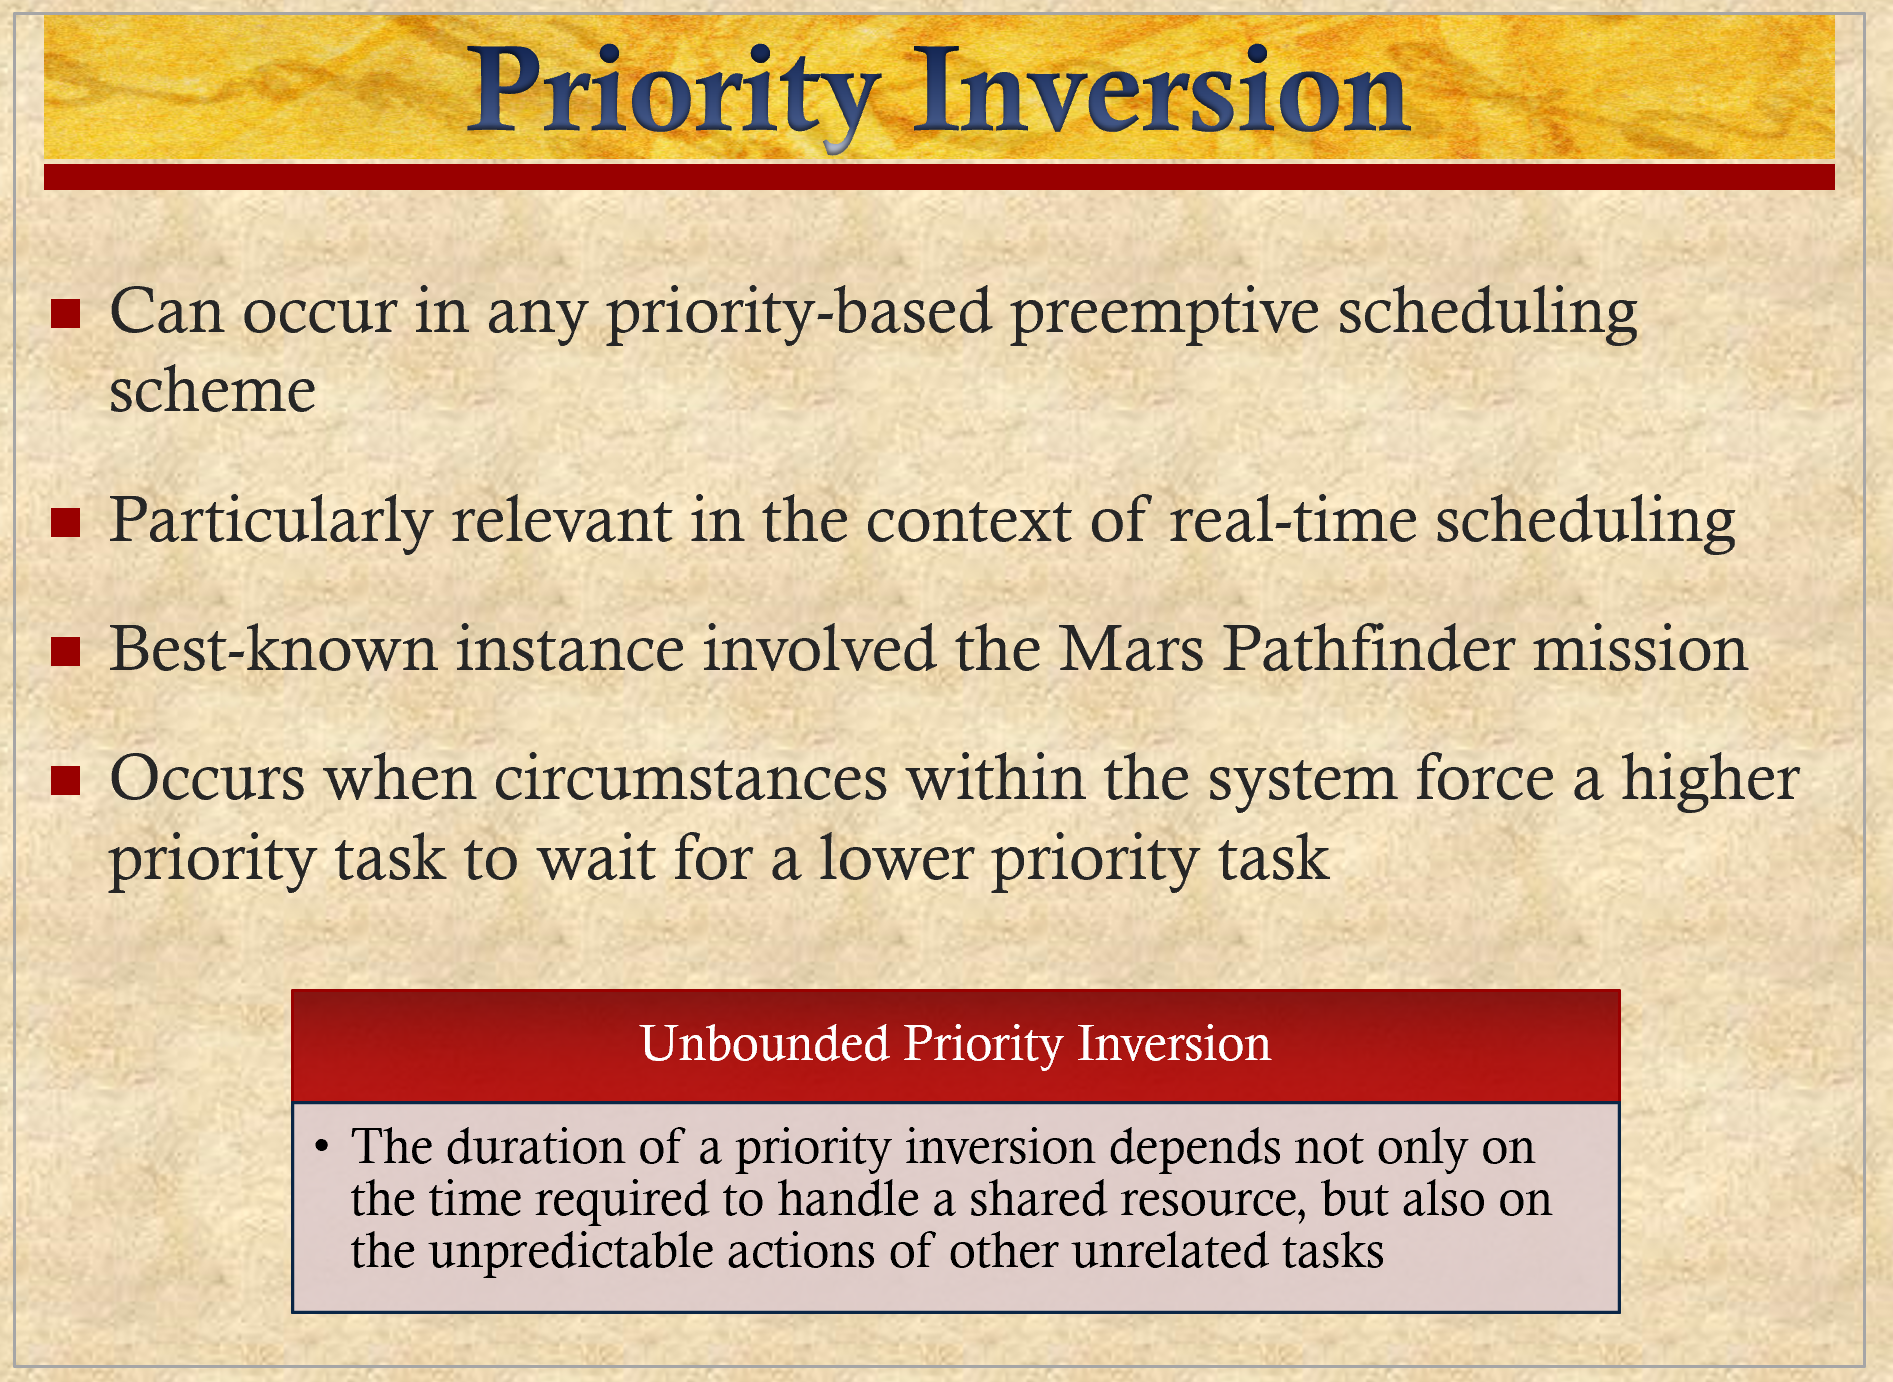 Priority Inversion
■ Can occur in any priority-based preemptive scheduling
scheme
■ Particularly relevant in the context of real-time scheduling
■ Best-known instance involved the Mars Pathfinder mission
■ Occurs when circumstances within the system force a higher
priority task to wait for a lower priority task
Unbounded Priority Inversion
• The duration of a priority inversion depends not only on
the time required to handle a shared resource, but also on
the unpredictable actions of other unrelated tasks